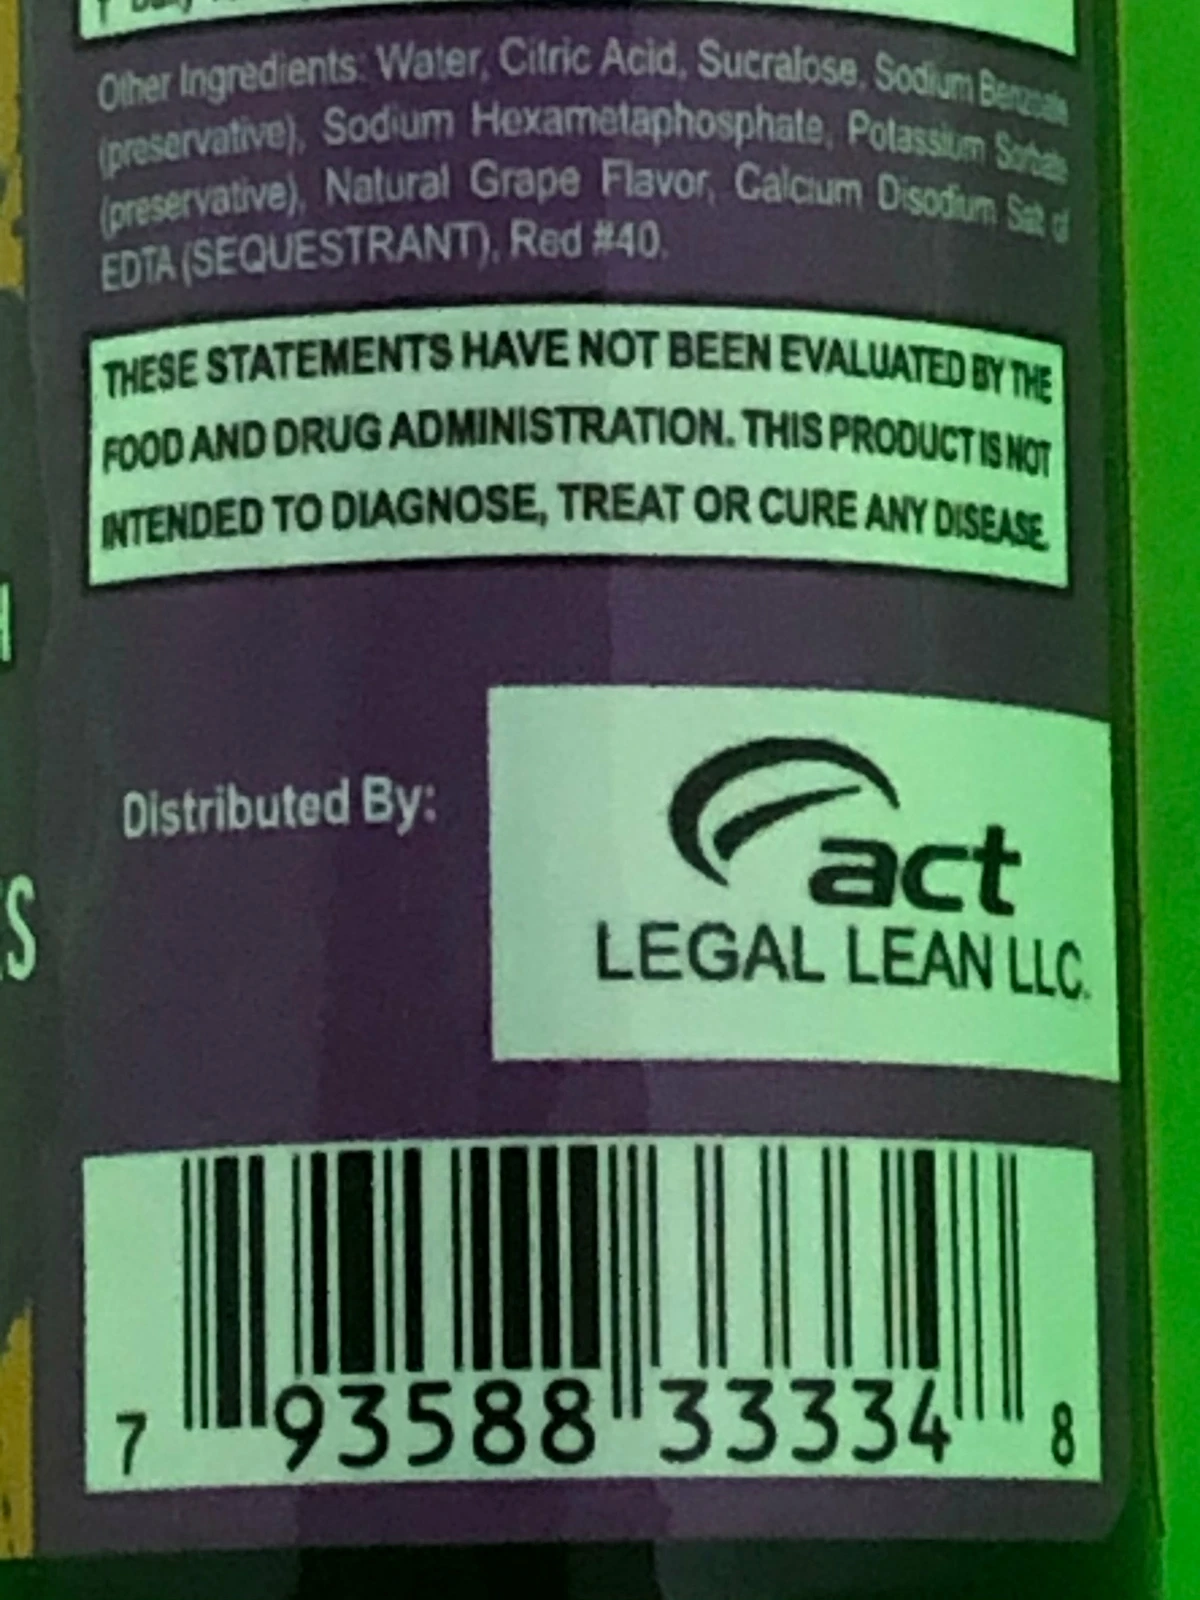 Other Ingredients: Water, Citric Acid, Sucralose, Sodium Benzoate
(preservative), Sodium Hexametaphosphate, Potassium Sorbate
(preservative), Natural Grape Flavor, Calcium Disodium Salt of
EDTA (SEQUESTRANT), Red #40.
THESE STATEMENTS HAVE NOT BEEN EVALUATED BY THE
FOOD AND DRUG ADMINISTRATION. THIS PRODUCT IS NOT
INTENDED TO DIAGNOSE, TREAT OR CURE ANY DISEASE.
Distributed By:
act
LEGAL LEAN LLC.
7 93588 33334 8